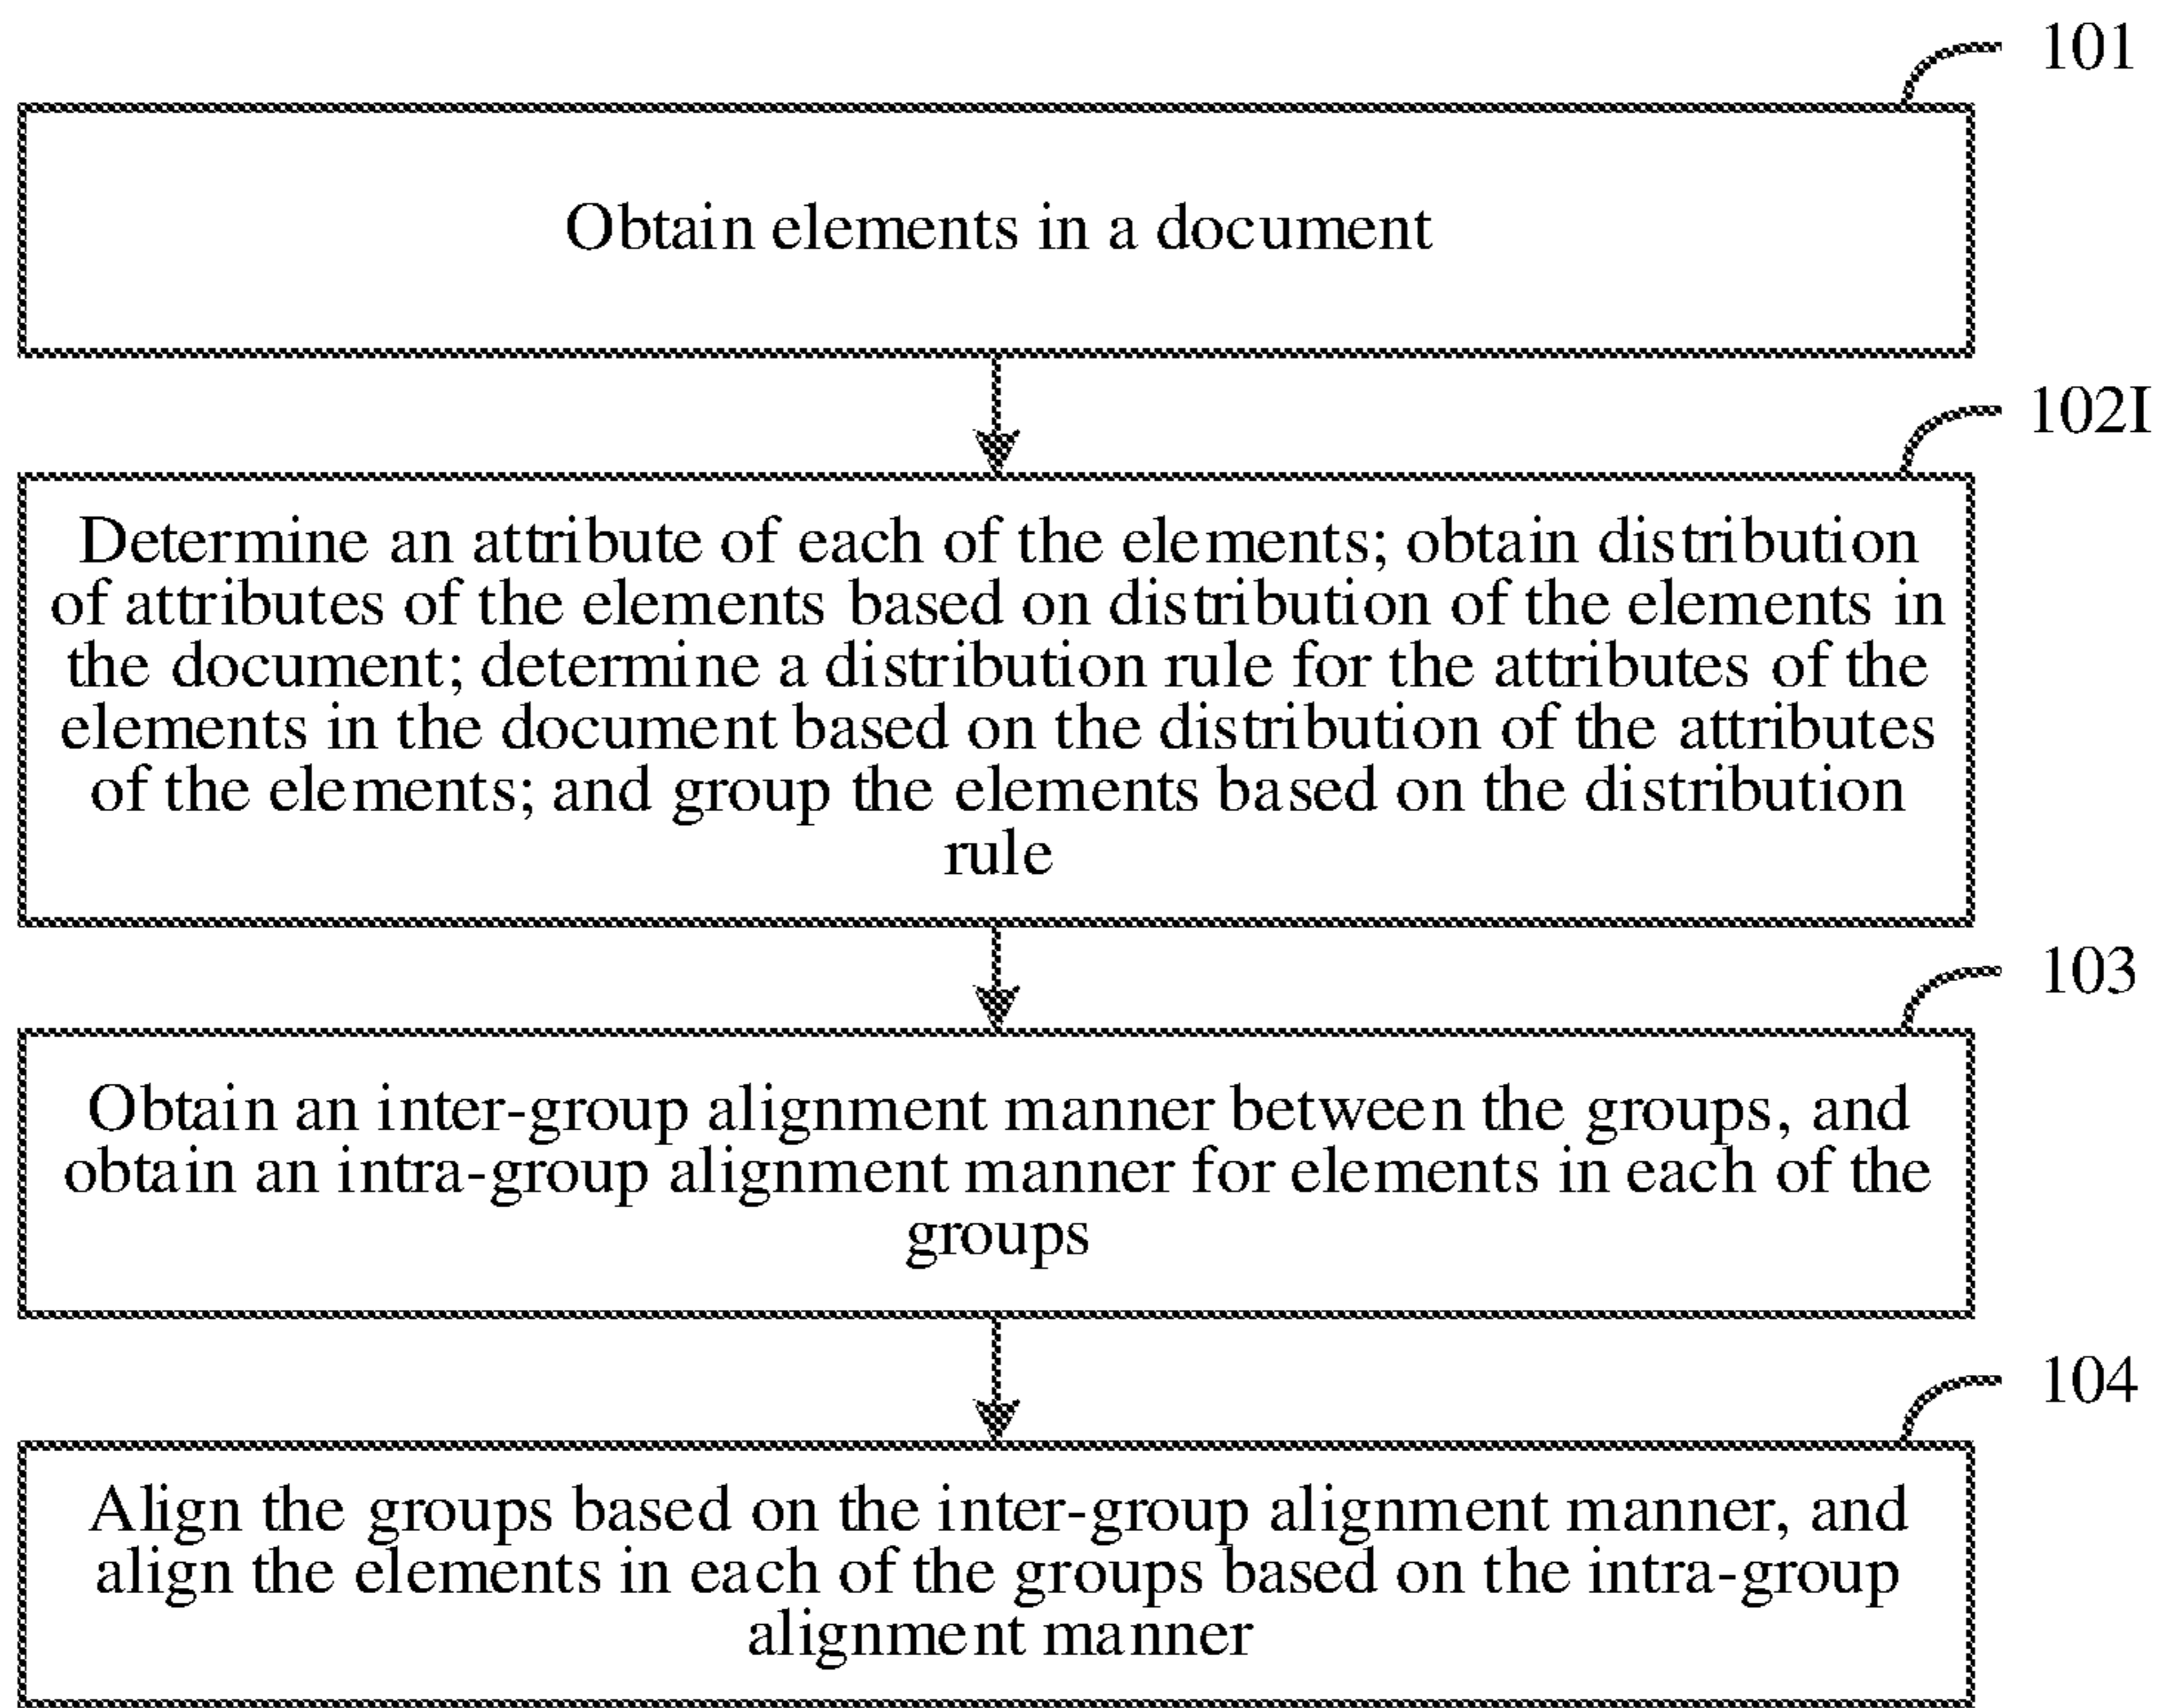 101
Obtain elements in a document
102I
Determine an attribute of each of the elements; obtain distribution
of attributes of the elements based on distribution of the elements in
the document; determine a distribution rule for the attributes of the
elements in the document based on the distribution of the attributes
of the elements; and group the elements based on the distribution
rule
103
Obtain an inter-group alignment manner between the groups, and
obtain an intra-group alignment manner for elements in each of the
groups
104
Align the groups based on the inter-group alignment manner, and
align the elements in each of the groups based on the intra-group
alignment manner